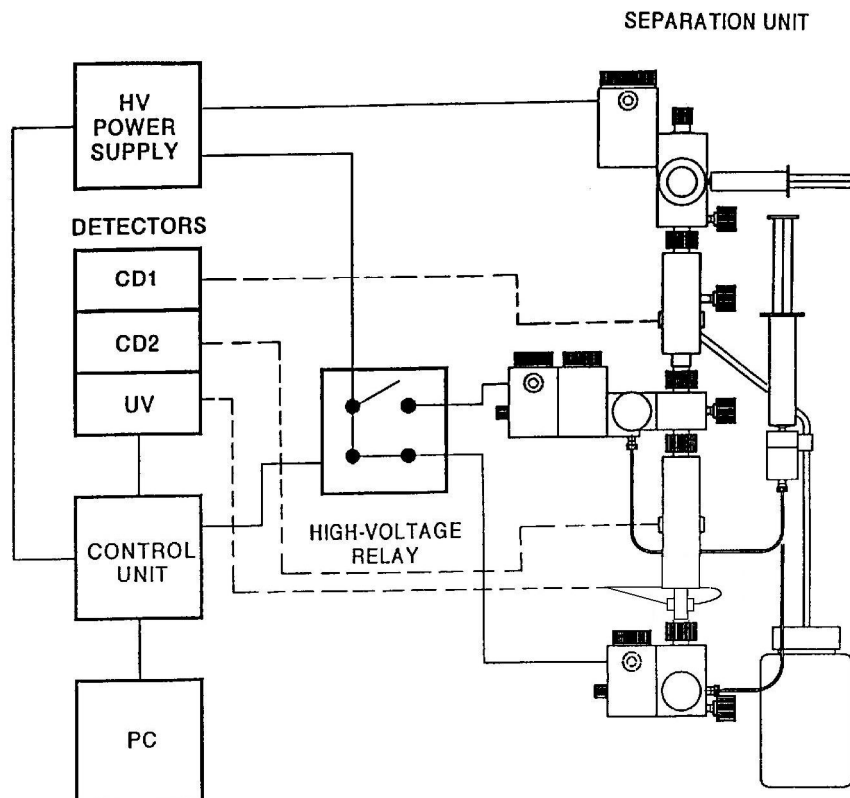 SEPARATION UNIT
HV
POWER
SUPPLY
DETECTORS
CD1
CD2
UV
HIGH-VOLTAGE
RELAY
CONTROL
UNIT
PC